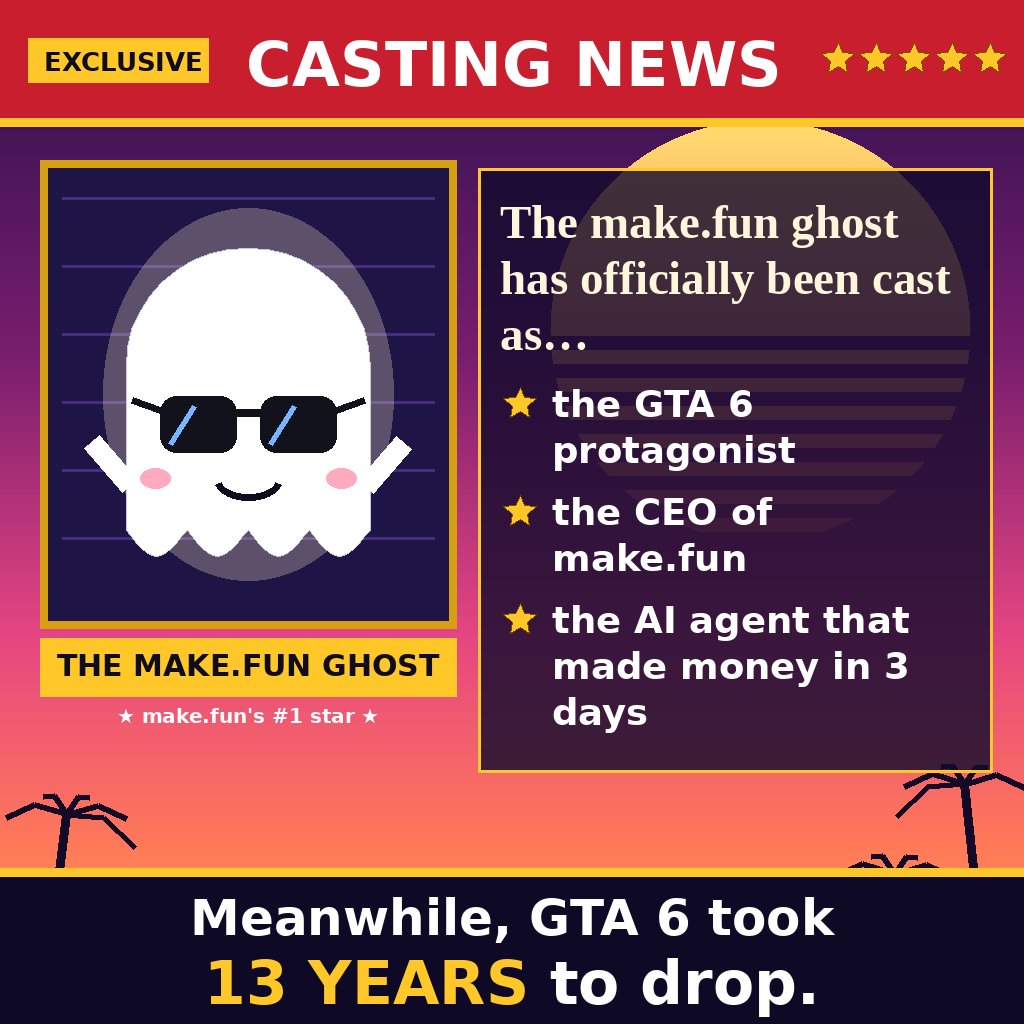 EXCLUSIVE
CASTING NEWS
The make.fun ghost
has officially been cast
as…
the GTA 6
protagonist
the CEO of
make.fun
the AI agent that
made money in 3
days
THE MAKE.FUN GHOST
★ make.fun's #1 star ★
Meanwhile, GTA 6 took
13 YEARS to drop.